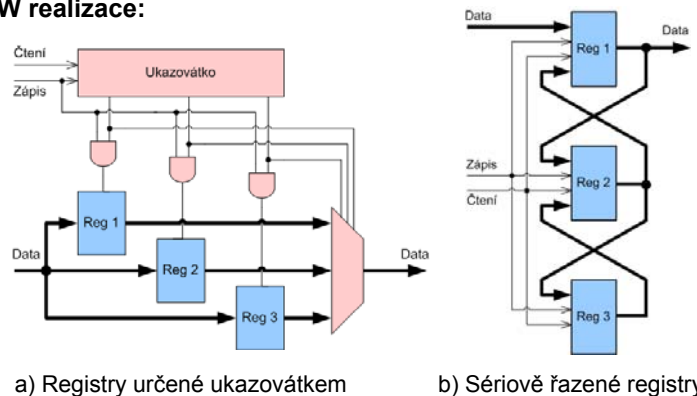 W realizace:
Čtení
Zápis
Ukazovátko
Reg 1
Reg 2
Reg 3
Data
Data
a) Registry určené ukazovátkem
Data
Reg 1
Data
Zápis
Čtení
Reg 2
Reg 3
b) Sériově řazené registry